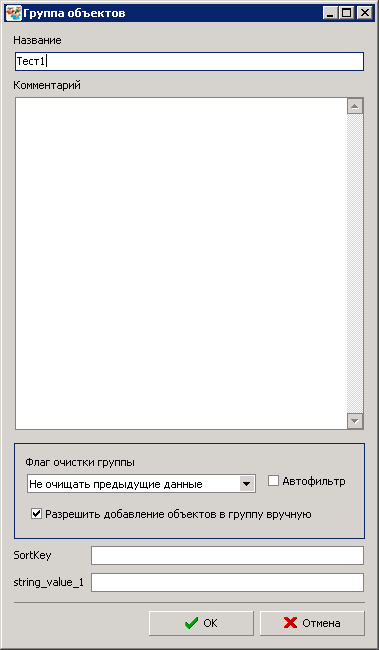 Группа объектов
Название
Тест1
Комментарий
Флаг очистки группы
Не очищать предыдущие данные
Автофильтр
Разрешить добавление объектов в группу вручную
SortKey
string_value_1
OK
Отмена